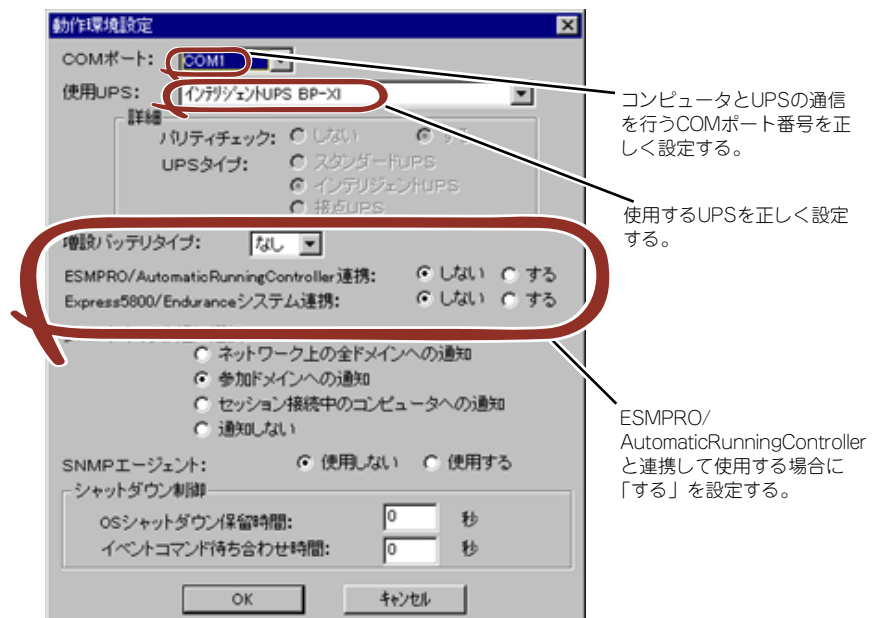 動作環境設定
COMポート: COM1
使用UPS: インテリジェントUPS BP-XI
詳細
パリティチェック: しない する
UPSタイプ: スタンダードUPS
インテリジェントUPS
接点UPS
増設バッテリタイプ: なし
ESMPRO/AutomaticRunningController連携: しない する
Express5800/Enduranceシステム連携: しない する
ネットワーク上の全ドメインへの通知
参加ドメインへの通知
セッション接続中のコンピュータへの通知
通知しない
SNMPエージェント: 使用しない 使用する
シャットダウン制御
OSシャットダウン保留時間: 0 秒
イベントコマンド待ち合わせ時間: 0 秒
OK キャンセル
コンピュータとUPSの通信
を行うCOMポート番号を正
しく設定する。
使用するUPSを正しく設定
する。
ESMPRO/
AutomaticRunningController
と連携して使用する場合に
「する」を設定する。